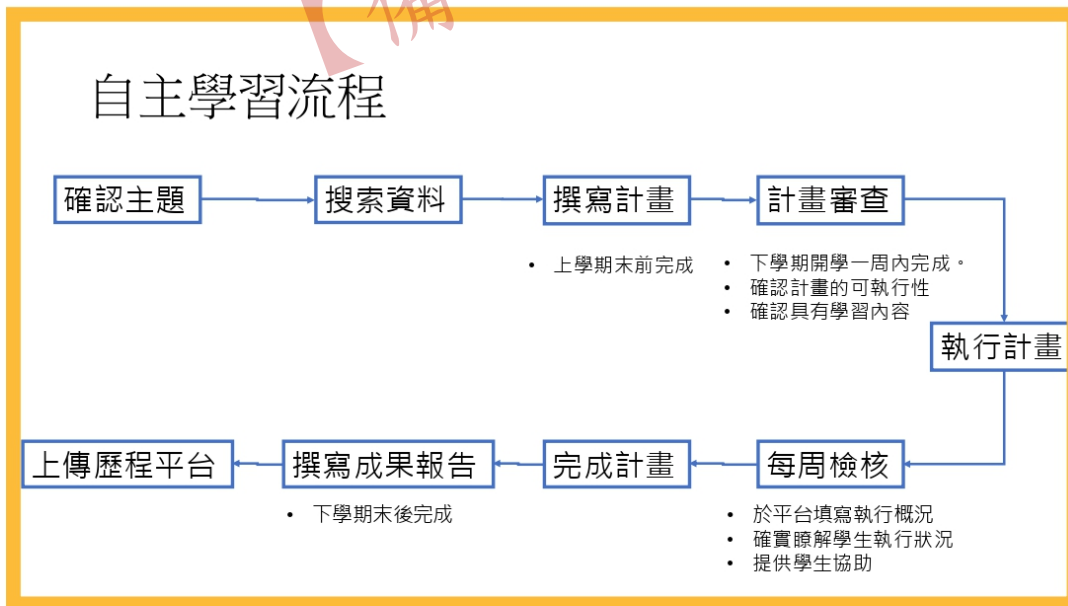 【備
自主學習流程
確認主題
搜索資料
撰寫計畫
計畫審查
• 上學期末前完成
• 下學期開學一周內完成。
• 確認計畫的可執行性
• 確認具有學習內容
執行計畫
每周檢核
• 於平台填寫執行概況
• 確實瞭解學生執行狀況
• 提供學生協助
完成計畫
撰寫成果報告
• 下學期末後完成
上傳歷程平台